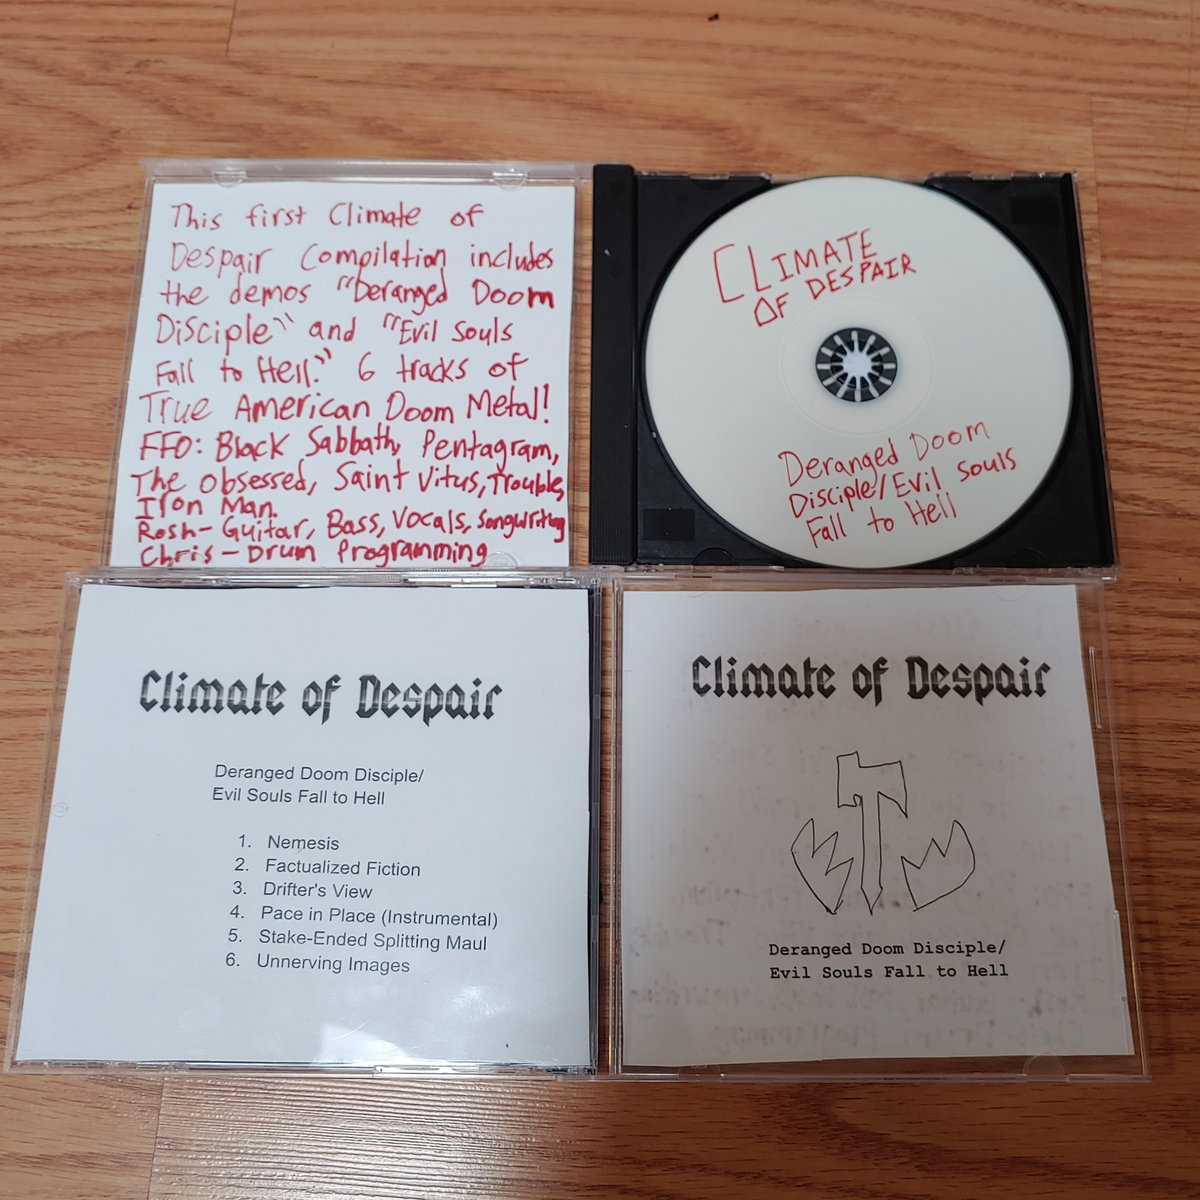 This first Climate of
Despair Compilation includes
the demos "Deranged Doom
Disciple" and "Evil Souls
Fall to Hell." 6 tracks of
True American Doom Metal!
FFO: Black Sabbath, Pentagram,
The Obsessed, Saint Vitus, Trouble,
Iron Man.
Rosh- Guitar, Bass, Vocals, Songwriting
Chris - Drum Programming
CLIMATE
OF DESPAIR
Deranged Doom
Disciple/Evil Souls
Fall to Hell
Climate of Despair
Deranged Doom Disciple/
Evil Souls Fall to Hell
1. Nemesis
2. Factualized Fiction
3. Drifter's View
4. Pace in Place (Instrumental)
5. Stake-Ended Splitting Maul
6. Unnerving Images
Climate of Despair
Deranged Doom Disciple/
Evil Souls Fall to Hell